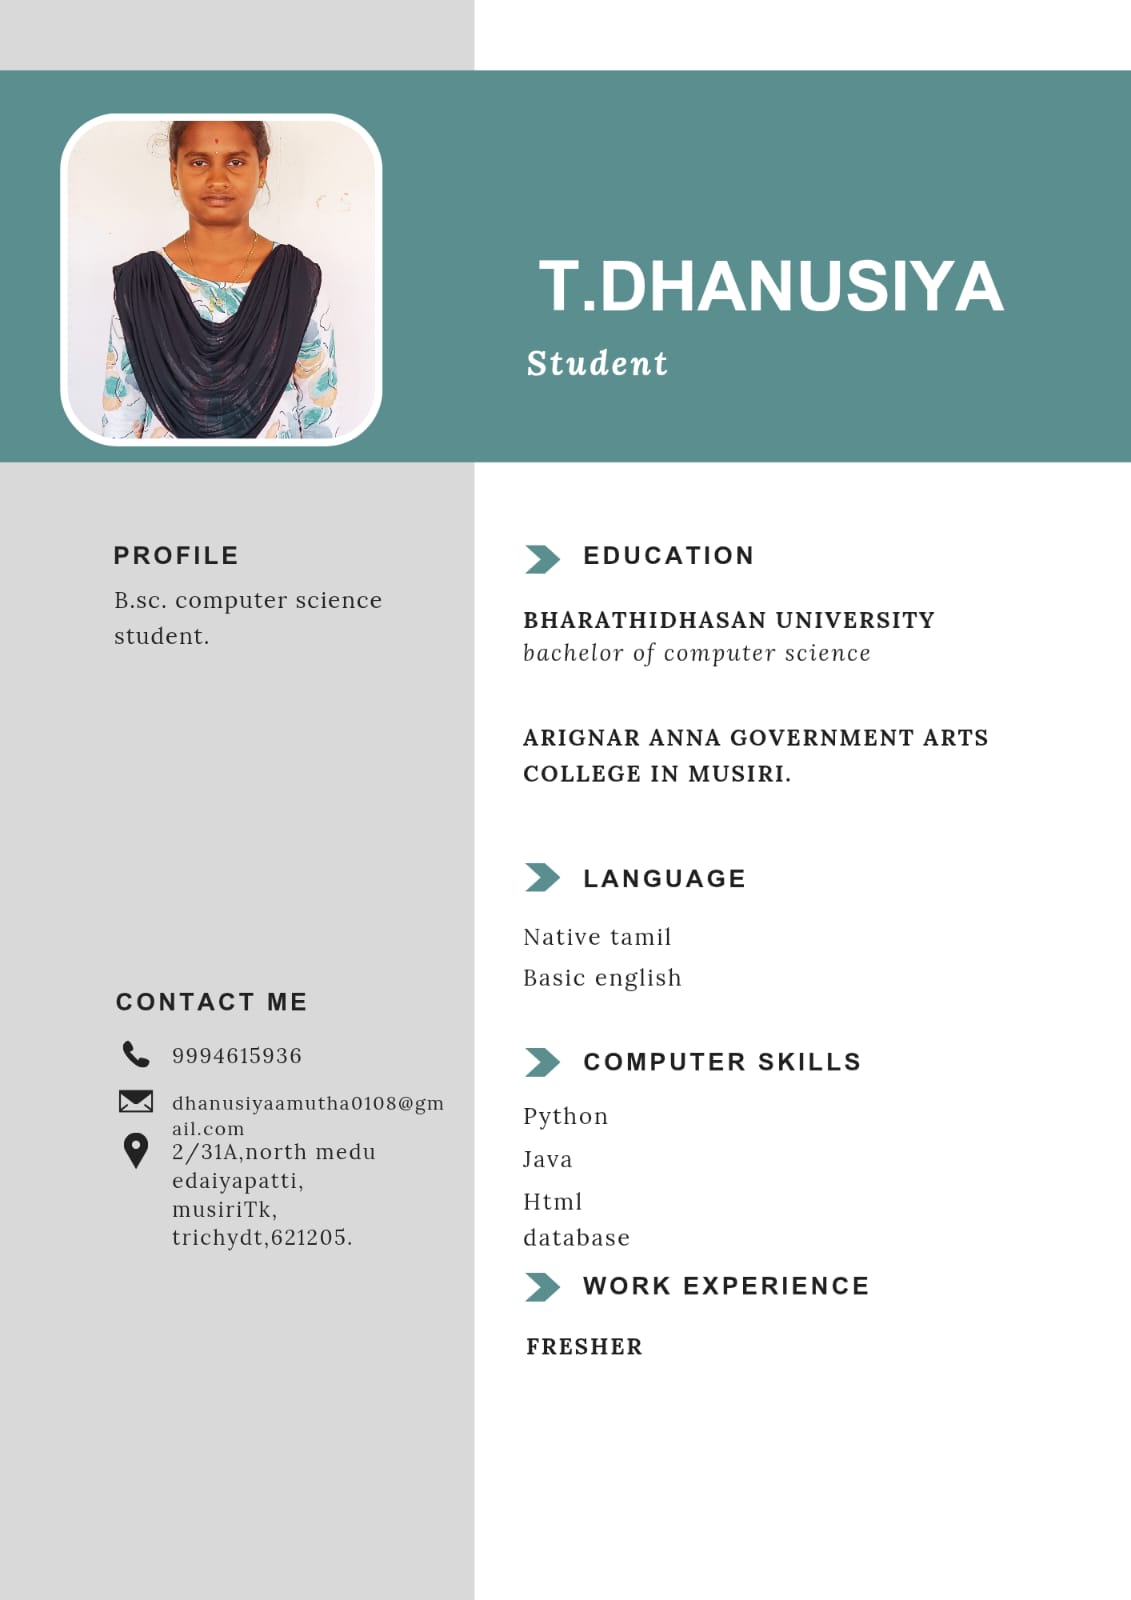 T.DHANUSIYA
Student
PROFILE
B.sc. computer science
student.
CONTACT ME
9994615936
dhanusiyaamutha0108@gm
ail.com
2/31A,north medu
edaiyapatti,
musiriTk,
trichydt,621205.
EDUCATION
BHARATHIDHASAN UNIVERSITY
bachelor of computer science
ARIGNAR ANNA GOVERNMENT ARTS
COLLEGE IN MUSIRI.
LANGUAGE
Native tamil
Basic english
COMPUTER SKILLS
Python
Java
Html
database
WORK EXPERIENCE
FRESHER